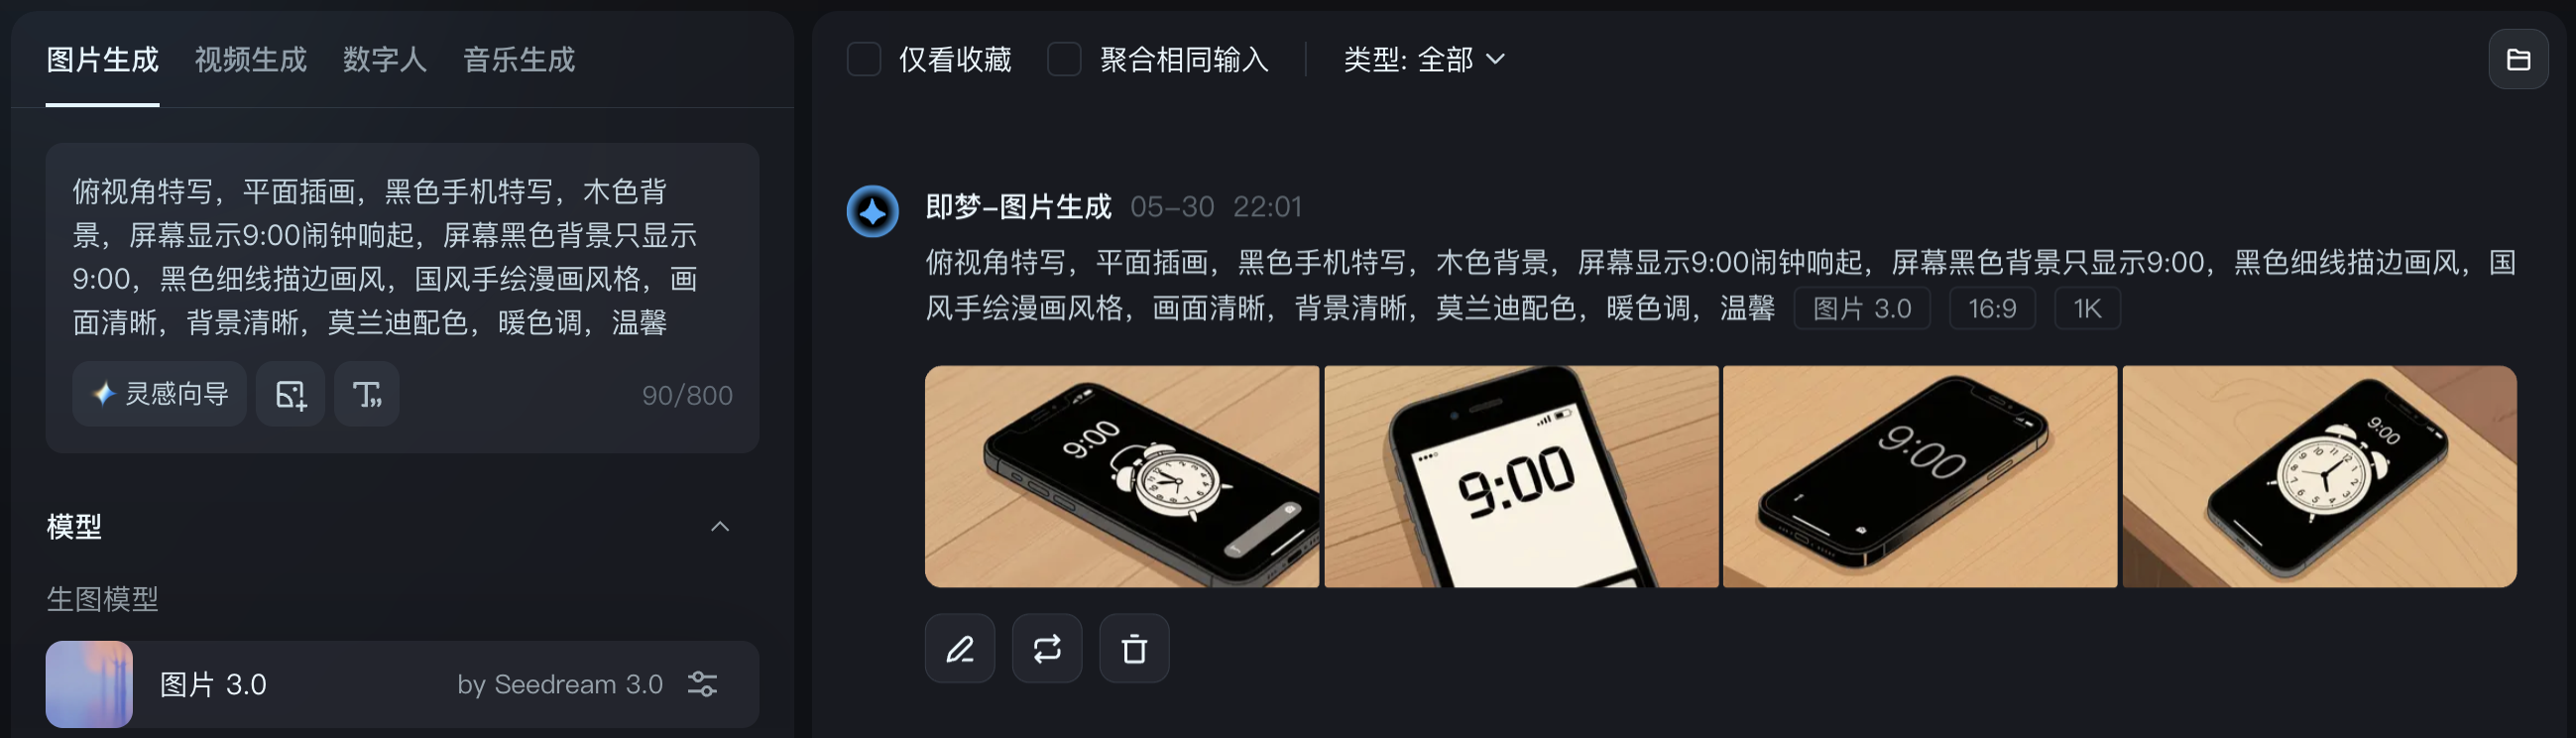 图片生成 视频生成 数字人 音乐生成
俯视角特写，平面插画，黑色手机特写，木色背
景，屏幕显示9:00闹钟响起，屏幕黑色背景只显示
9:00，黑色细线描边画风，国风手绘漫画风格，画
面清晰，背景清晰，莫兰迪配色，暖色调，温馨
灵感向导 90/800
模型
生图模型
图片 3.0 by Seedream 3.0
仅看收藏 聚合相同输入 类型: 全部
即梦-图片生成 05-30 22:01
俯视角特写，平面插画，黑色手机特写，木色背景，屏幕显示9:00闹钟响起，屏幕黑色背景只显示9:00，黑色细线描边画风，国
风手绘漫画风格，画面清晰，背景清晰，莫兰迪配色，暖色调，温馨 图片 3.0 16:9 1K
9:00
9:00
9:00
9:00